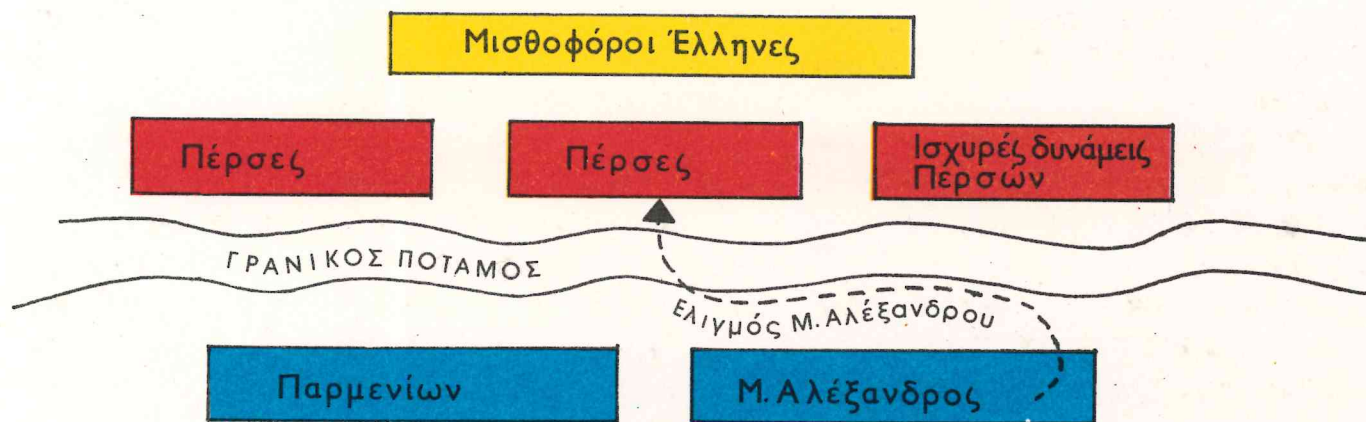 Μισθοφόροι Έλληνες
Πέρσες
Πέρσες
Ισχυρές δυνάμεις
Περσών
ΓΡΑΝΙΚΟΣ ΠΟΤΑΜΟΣ
Ελιγμός Μ. Αλέξανδρου
Παρμενίων
Μ. Αλέξανδρος